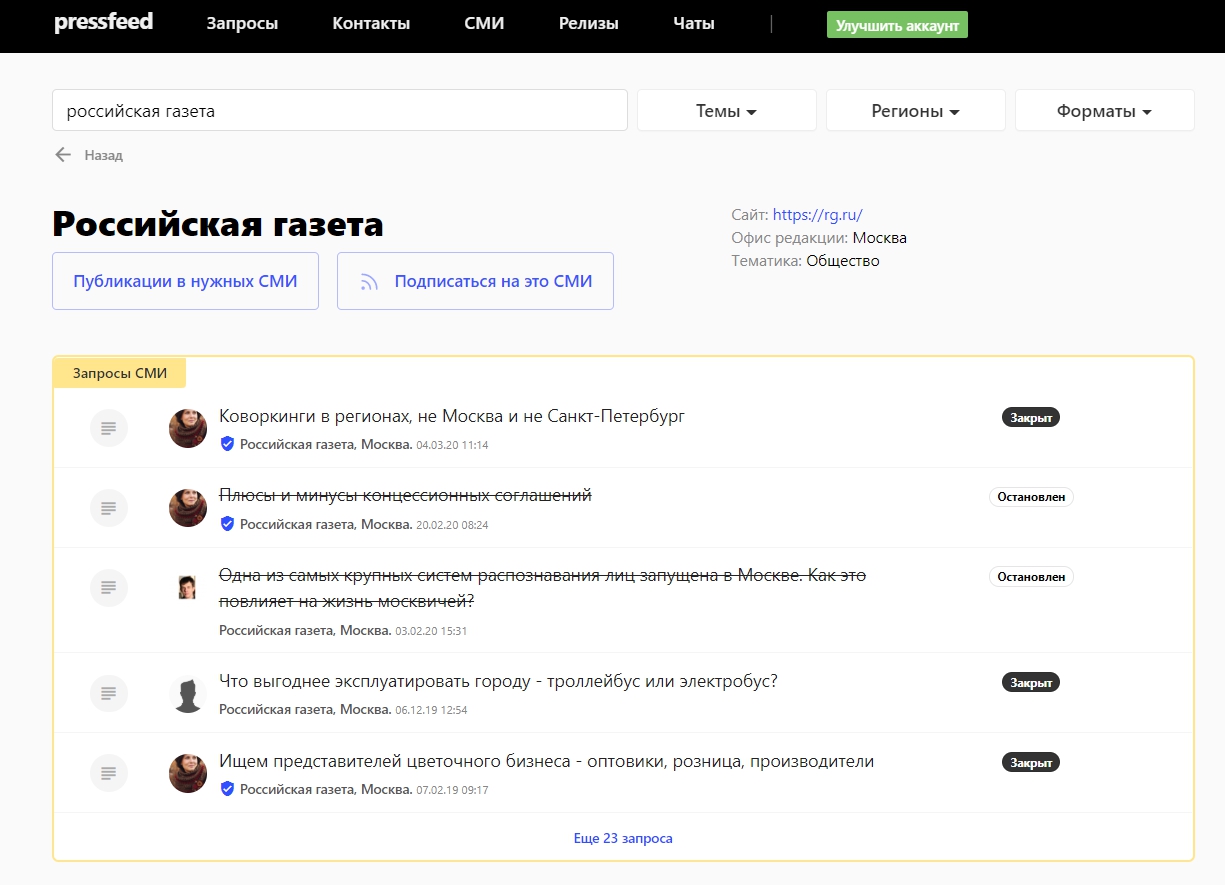 pressfeed Запросы Контакты СМИ Релизы Чаты | Улучшить аккаунт
российская газета Темы Регионы Форматы
Назад
Российская газета
Сайт: https://rg.ru/
Офис редакции: Москва
Тематика: Общество
Публикации в нужных СМИ Подписаться на это СМИ
Запросы СМИ
Коворкинги в регионах, не Москва и не Санкт-Петербург Закрыт
Российская газета, Москва. 04.03.20 11:14
Плюсы и минусы концессионных соглашений Остановлен
Российская газета, Москва. 20.02.20 08:24
Одна из самых крупных систем распознавания лиц запущена в Москве. Как это Остановлен
повлияет на жизнь москвичей?
Российская газета, Москва. 03.02.20 15:31
Что выгоднее эксплуатировать городу - троллейбус или электробус? Закрыт
Российская газета, Москва. 06.12.19 12:54
Ищем представителей цветочного бизнеса - оптовики, розница, производители Закрыт
Российская газета, Москва. 07.02.19 09:17
Еще 23 запроса